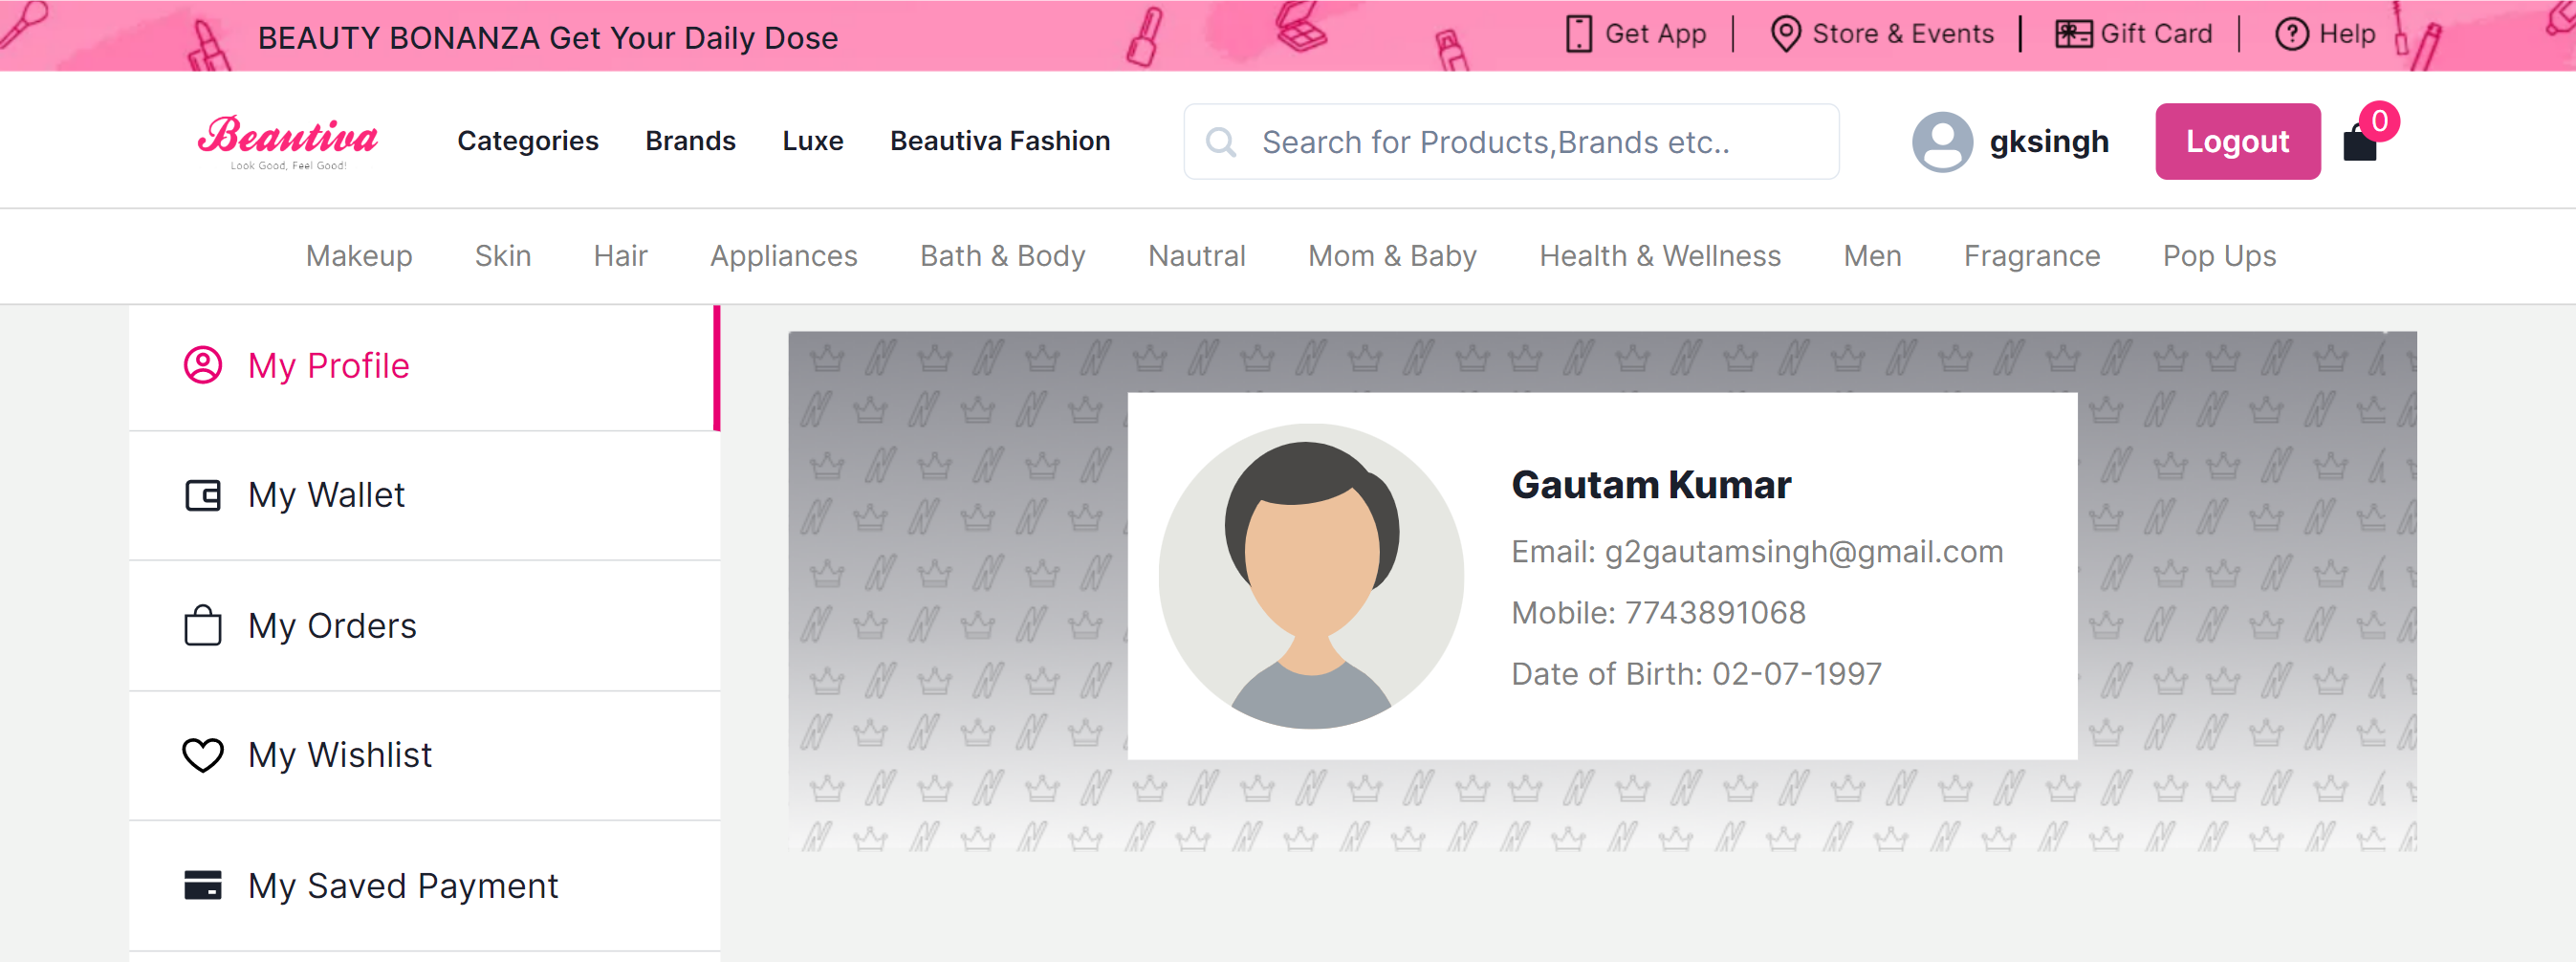 BEAUTY BONANZA Get Your Daily Dose
Get App
Store & Events
Gift Card
Help
Beautiva
Look Good, Feel Good!
Categories
Brands
Luxe
Beautiva Fashion
Search for Products,Brands etc..
gksingh
Logout
0
Makeup
Skin
Hair
Appliances
Bath & Body
Nautral
Mom & Baby
Health & Wellness
Men
Fragrance
Pop Ups
My Profile
My Wallet
My Orders
My Wishlist
My Saved Payment
Gautam Kumar
Email: g2gautamsingh@gmail.com
Mobile: 7743891068
Date of Birth: 02-07-1997